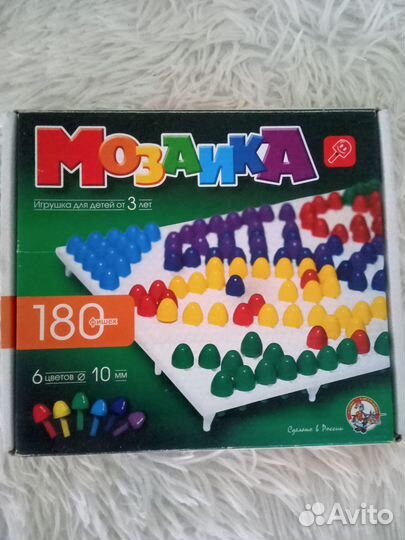 МОЗАИКА
Игрушка для детей от 3 лет
180 фишек
6 цветов Ø 10 мм
Сделано в России
Avito